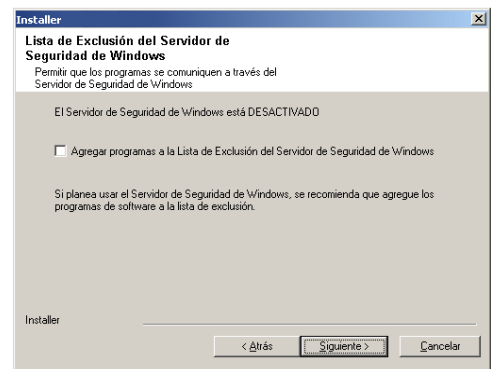 Installer
Lista de Exclusión del Servidor de
Seguridad de Windows
Permitir que los programas se comuniquen a través del
Servidor de Seguridad de Windows
El Servidor de Seguridad de Windows está DESACTIVADO
Agregar programas a la Lista de Exclusión del Servidor de Seguridad de Windows
Si planea usar el Servidor de Seguridad de Windows, se recomienda que agregue los
programas de software a la lista de exclusión.
Installer
< Atrás
Siguiente >
Cancelar